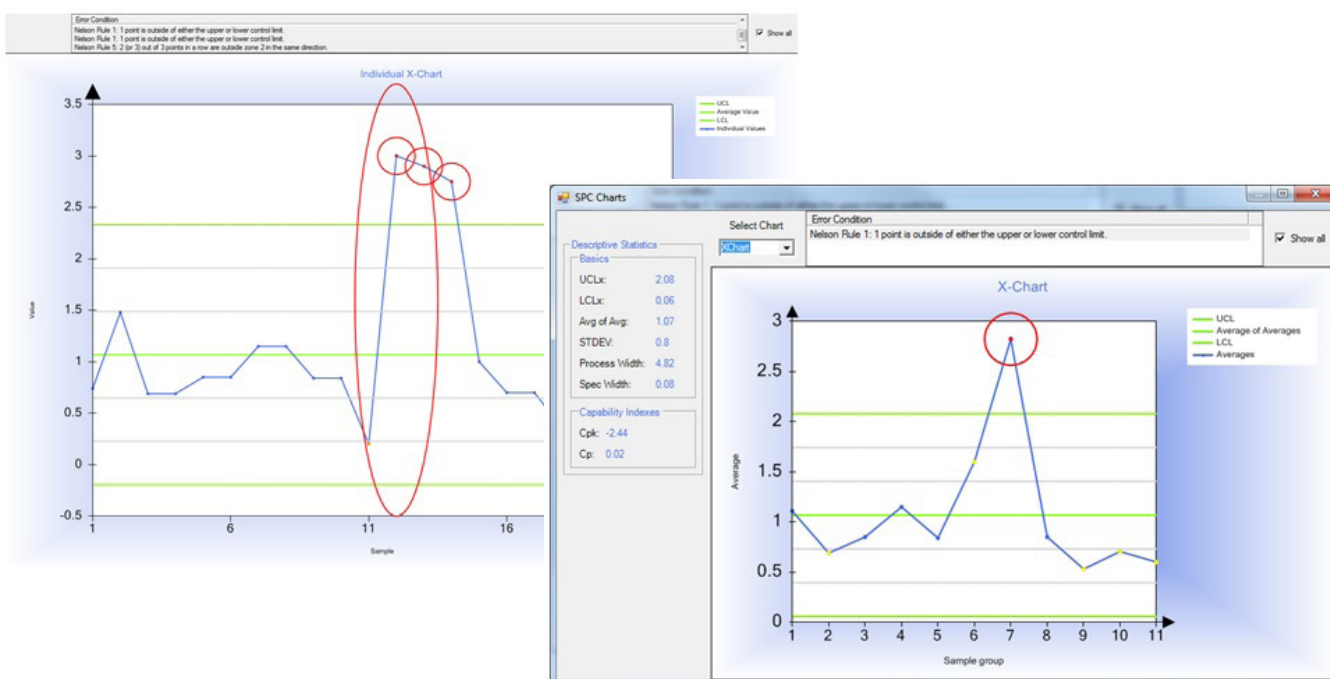 Error Condition
Nelson Rule 1: 1 point is outside of either the upper or lower control limit.
Nelson Rule 1: 1 point is outside of either the upper or lower control limit.
Nelson Rule 5: 2 (or 3) out of 3 points in a row are outside zone 2 in the same direction.
Show all
Individual X-Chart
3.5
3
2.5
2
1.5
1
0.5
0
-0.5
Value
1
6
11
16
Sample
UCL
Average Value
LCL
Individual Values
SPC Charts
Select Chart
XChart
Error Condition
Nelson Rule 1: 1 point is outside of either the upper or lower control limit.
Show all
Descriptive Statistics
Basics
UCLx: 2.08
LCLx: 0.06
Avg of Avg: 1.07
STDEV: 0.8
Process Width: 4.82
Spec Width: 0.08
Capability Indexes
Cpk: -2.44
Cp: 0.02
X-Chart
3
2.5
2
1.5
1
0.5
0
Average
1 2 3 4 5 6 7 8 9 10 11
Sample group
UCL
Average of Averages
LCL
Averages